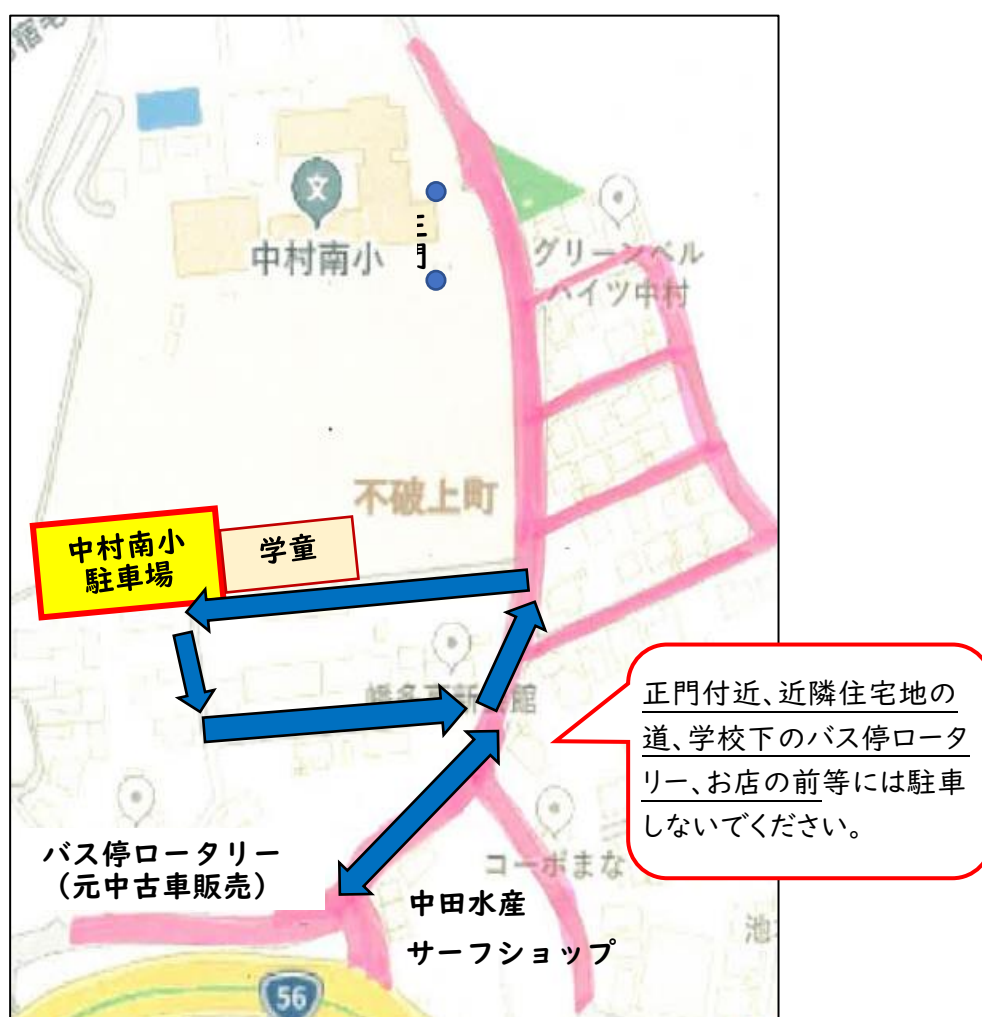 中村南小
グリーンベル
ハイツ中村
不破上町
中村南小
駐車場
学童
正門付近、近隣住宅地の
道、学校下のバス停ロータ
リー、お店の前等には駐車
しないでください。
バス停ロータリー
（元中古車販売）
コーポまな
中田水産
サーフショップ
56